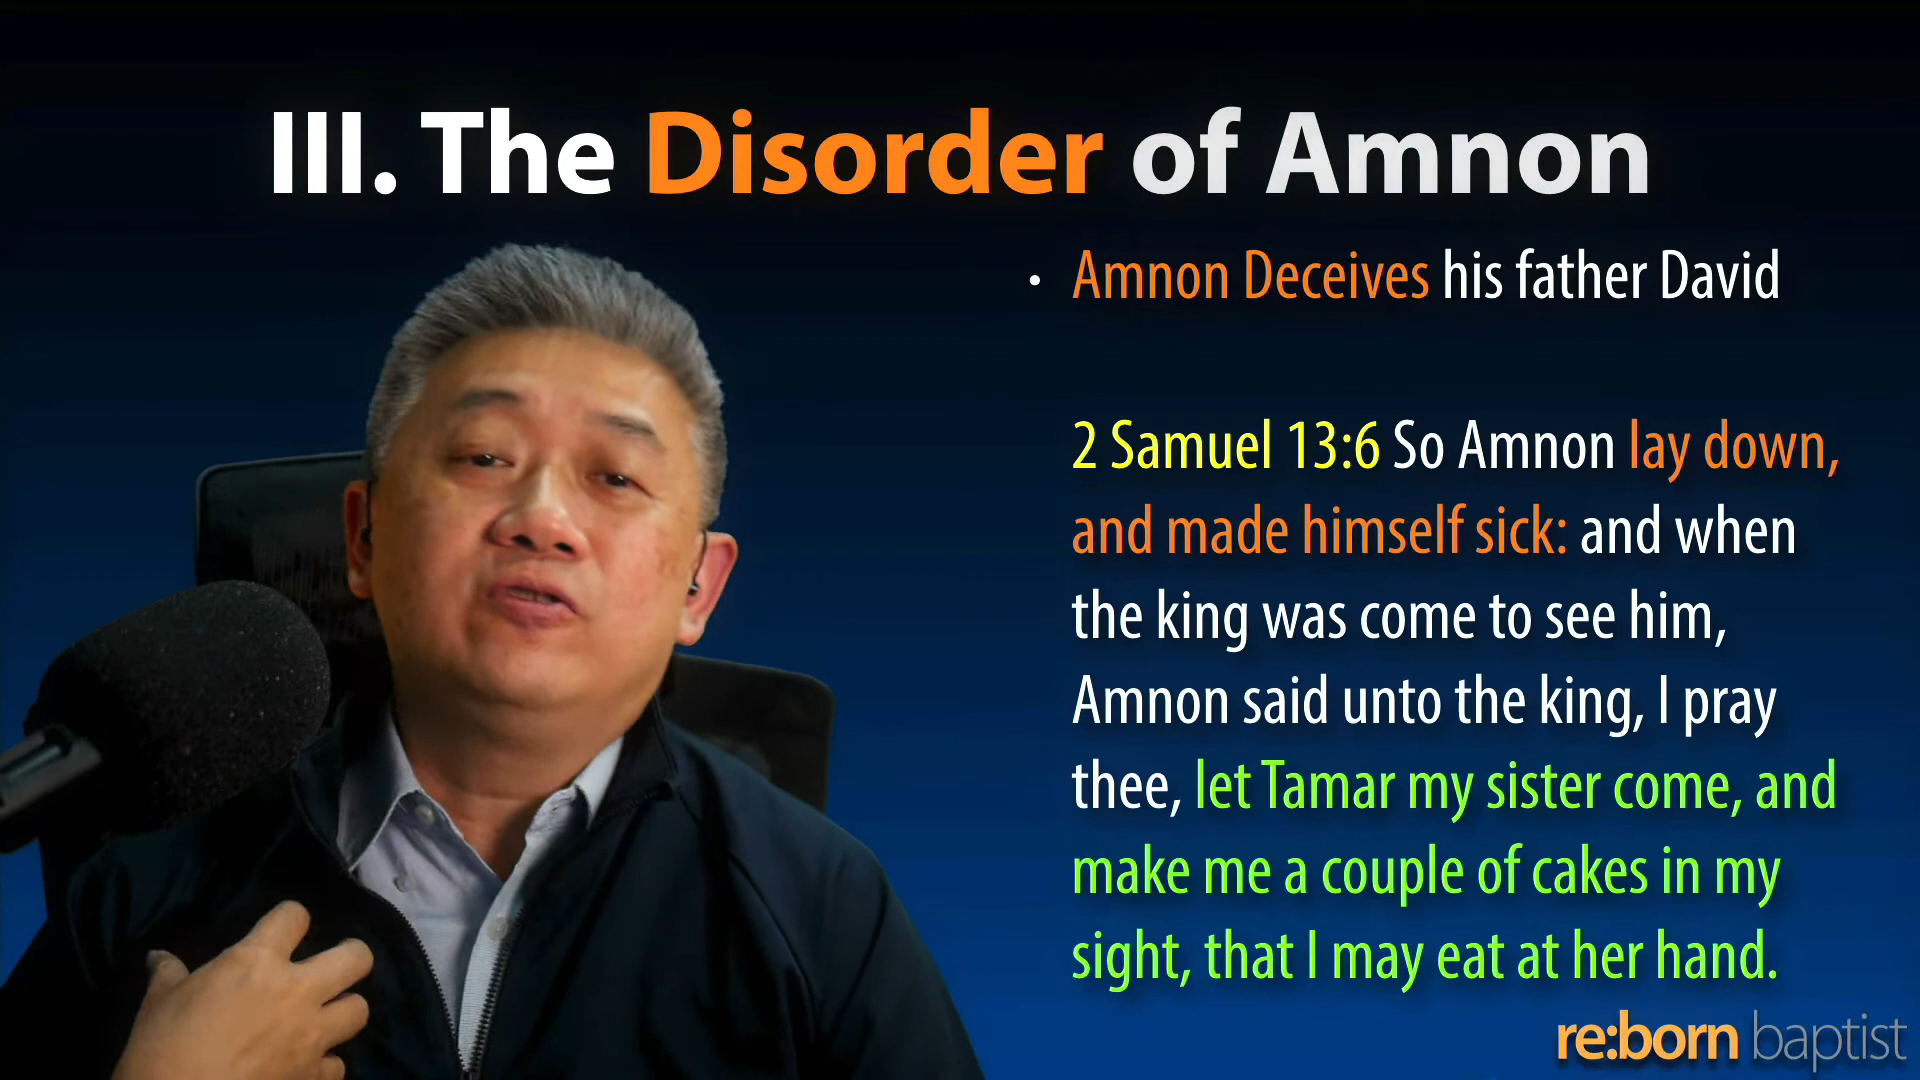 III. The Disorder of Amnon
• Amnon Deceives his father David
2 Samuel 13:6 So Amnon lay down,
and made himself sick: and when
the king was come to see him,
Amnon said unto the king, I pray
thee, let Tamar my sister come, and
make me a couple of cakes in my
sight, that I may eat at her hand.
re:born baptist